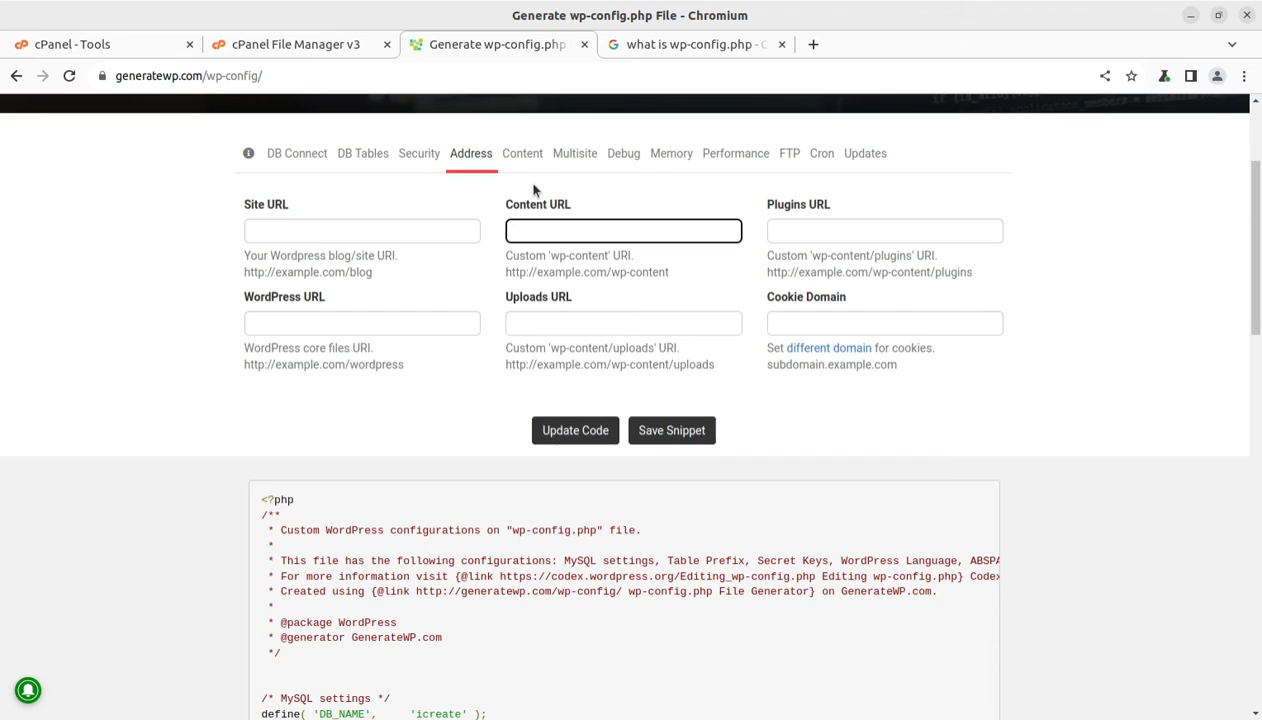 Generate wp-config.php File - Chromium
cPanel - Tools
cPanel File Manager v3
Generate wp-config.php
what is wp-config.php -
generatewp.com/wp-config/
DB Connect DB Tables Security Address Content Multisite Debug Memory Performance FTP Cron Updates
Site URL Content URL Plugins URL
Your Wordpress blog/site URI. Custom 'wp-content' URI. Custom 'wp-content/plugins' URI.
http://example.com/blog http://example.com/wp-content http://example.com/wp-content/plugins
WordPress URL Uploads URL Cookie Domain
WordPress core files URI. Custom 'wp-content/uploads' URI. Set different domain for cookies.
http://example.com/wordpress http://example.com/wp-content/uploads subdomain.example.com
Update Code Save Snippet
<?php
/**
* Custom WordPress configurations on "wp-config.php" file.
*
* This file has the following configurations: MySQL settings, Table Prefix, Secret Keys, WordPress Language, ABSPA
* For more information visit {@link https://codex.wordpress.org/Editing_wp-config.php Editing wp-config.php} Codex
* Created using {@link http://generatewp.com/wp-config/ wp-config.php File Generator} on GenerateWP.com.
*
* @package WordPress
* @generator GenerateWP.com
*/
/* MySQL settings */
define( 'DB_NAME', 'icreate' );